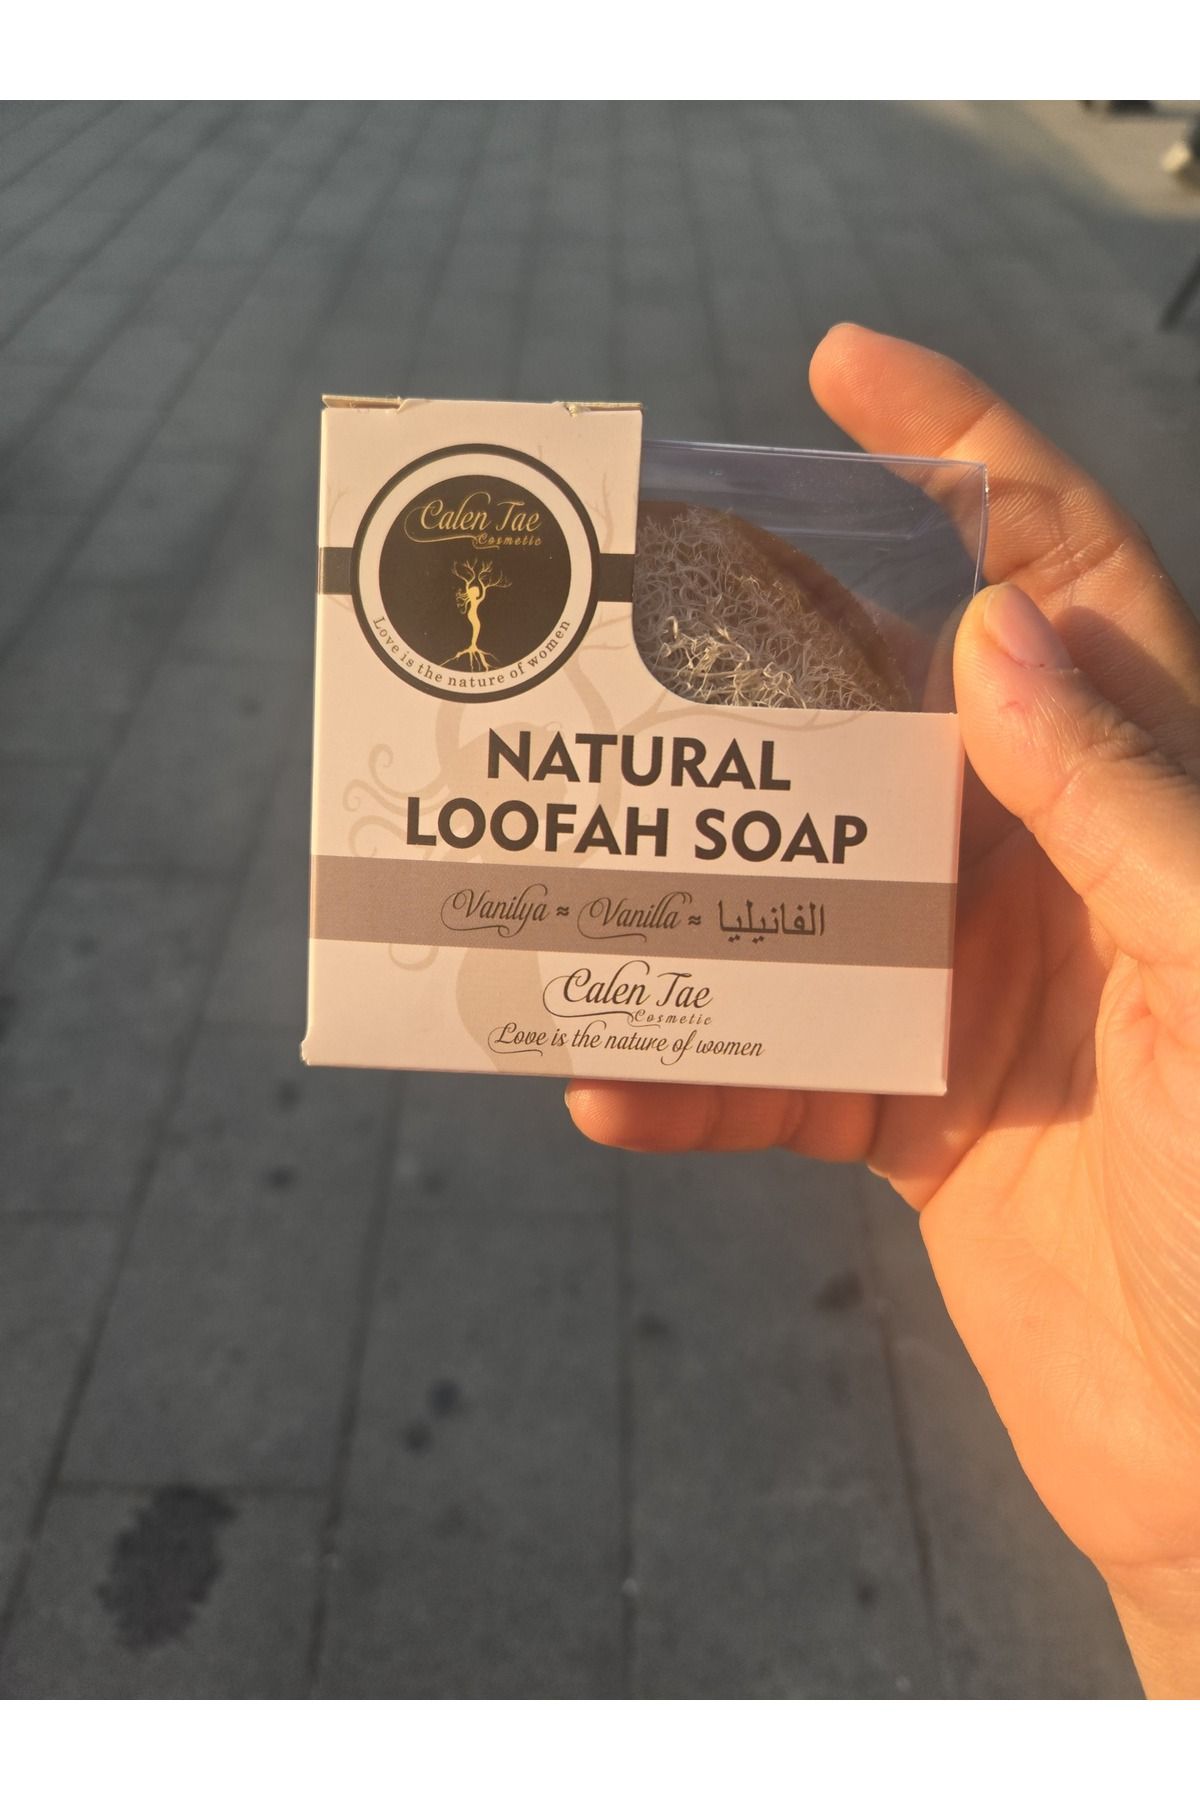 Calen Tae
Cosmetic
Love is the nature of women
NATURAL
LOOFAH SOAP
Vanilya ≈ Vanilla ≈ الفانيليا
Calen Tae
Cosmetic
Love is the nature of women